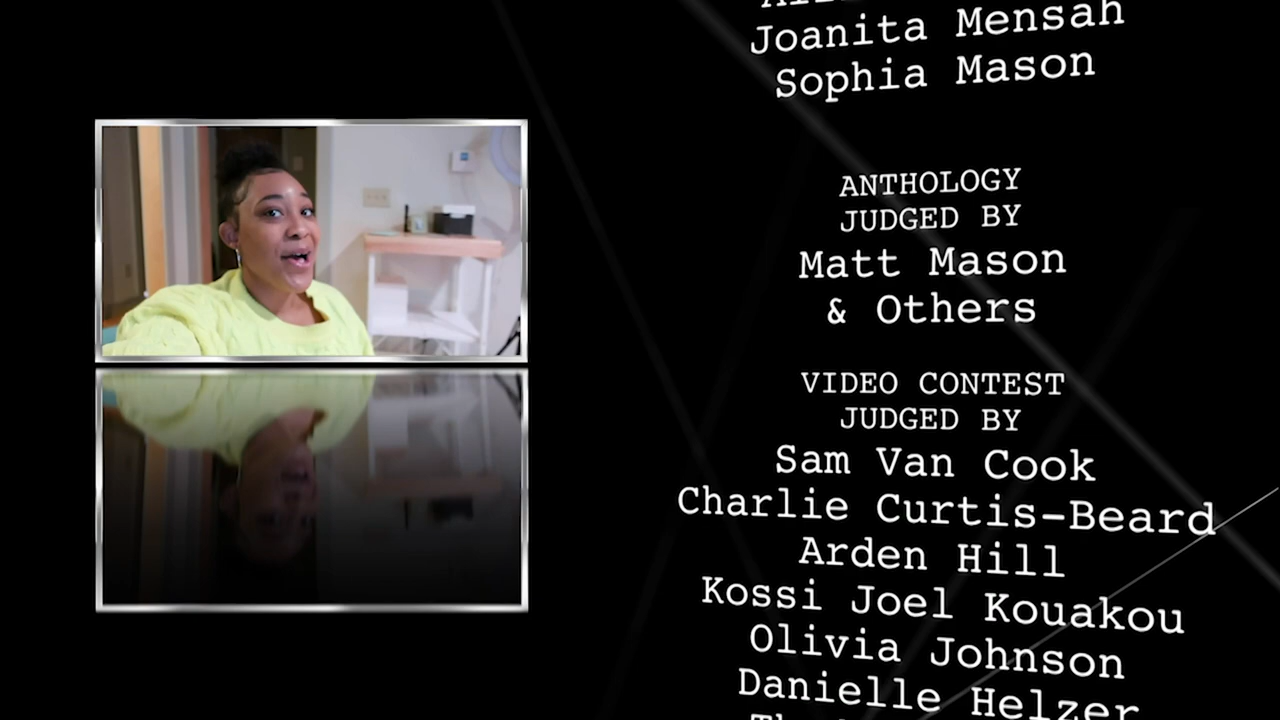 Joanita Mensah
Sophia Mason
ANTHOLOGY
JUDGED BY
Matt Mason
& Others
VIDEO CONTEST
JUDGED BY
Sam Van Cook
Charlie Curtis-Beard
Arden Hill
Kossi Joel Kouakou
Olivia Johnson
Danielle Helzer